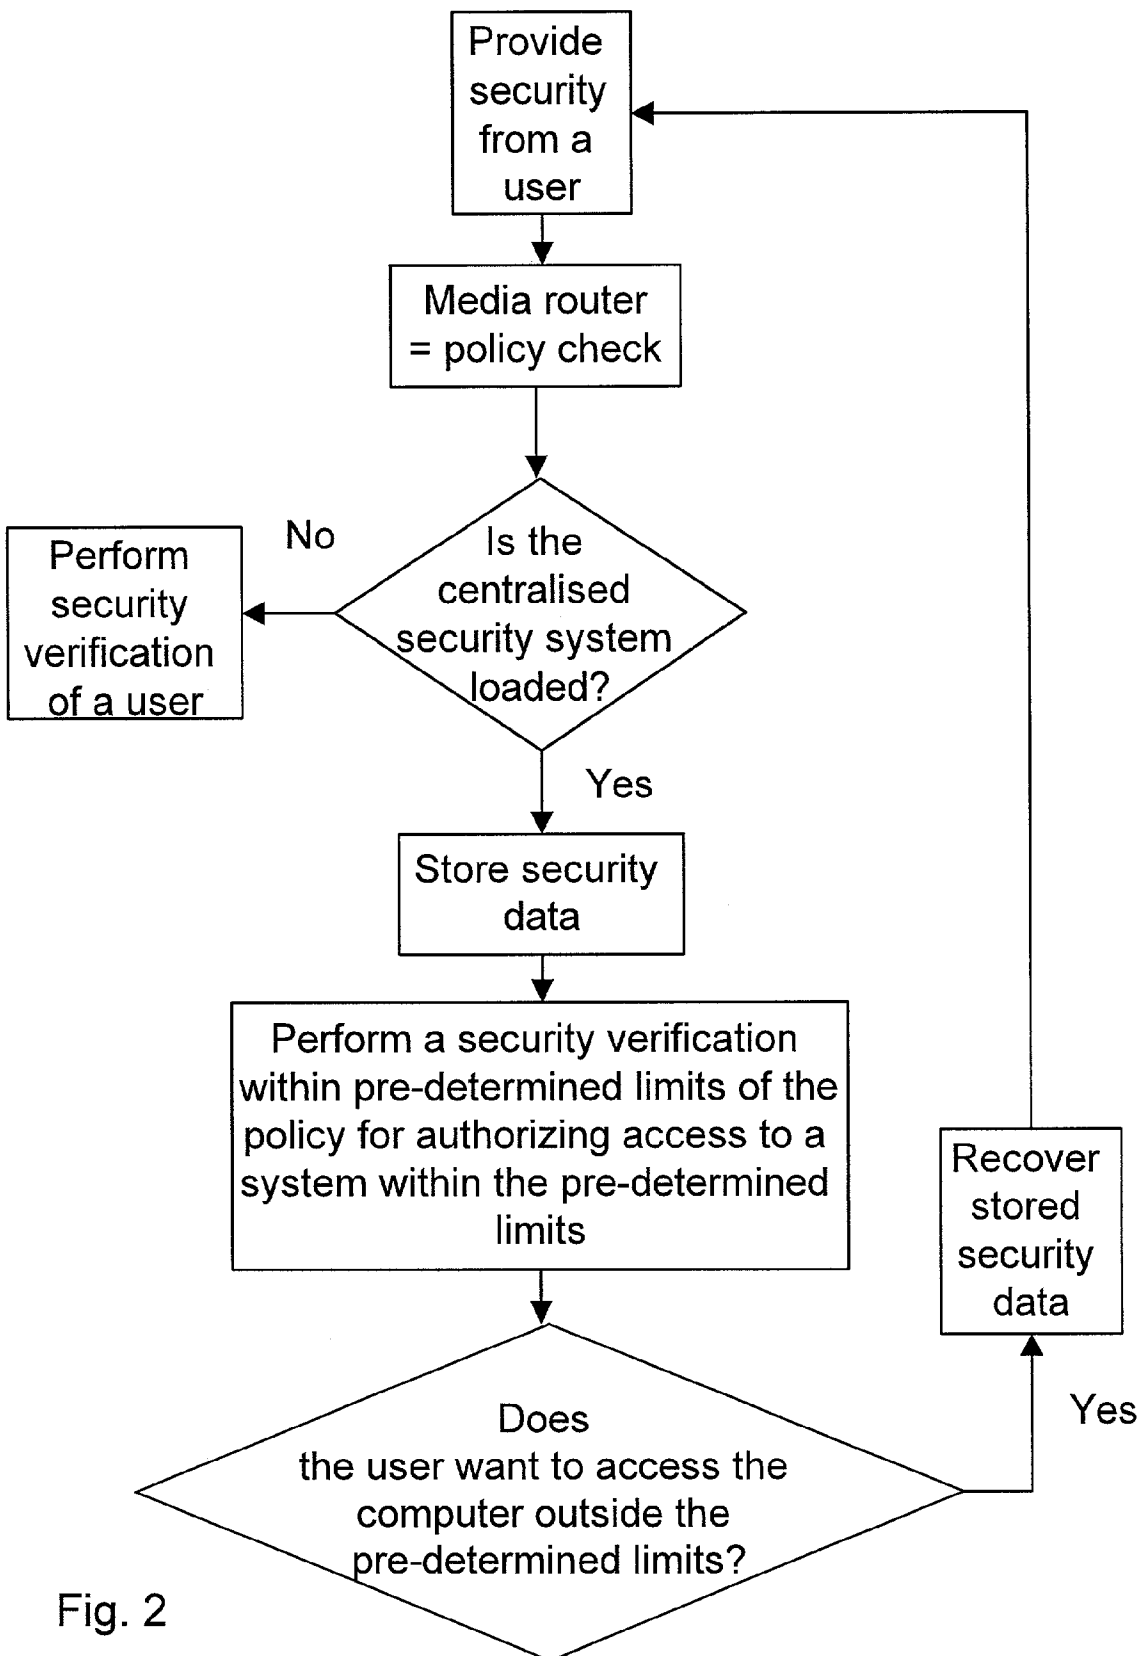 Provide
security
from a
user
Media router
= policy check
Is the
centralised
security system
loaded?
No
Perform
security
verification
of a user
Yes
Store security
data
Perform a security verification
within pre-determined limits of the
policy for authorizing access to a
system within the pre-determined
limits
Does
the user want to access the
computer outside the
pre-determined limits?
Yes
Recover
stored
security
data
Fig. 2